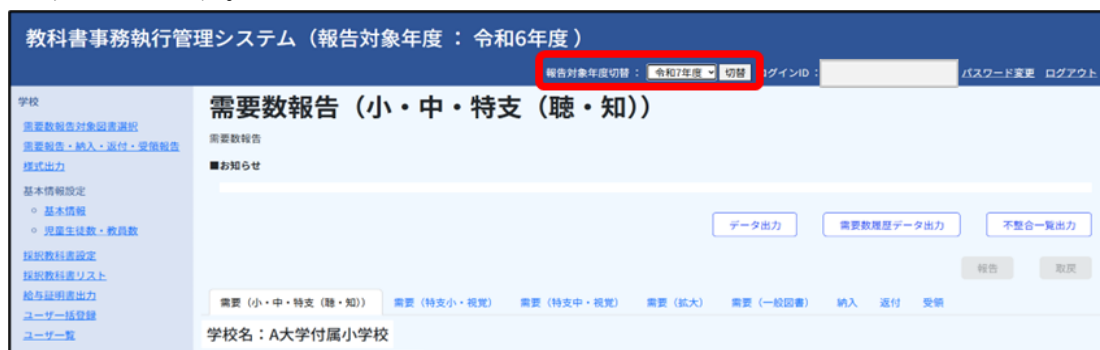 教科書事務執行管理システム（報告対象年度 ： 令和6年度 ）
報告対象年度切替 ： 令和7年度 切替 ログインID : パスワード変更 ログアウト
学校
需要数報告対象図書選択
需要報告・納入・返付・受領報告
様式出力
基本情報設定
基本情報
児童生徒数・教員数
採択教科書設定
採択教科書リスト
給与証明書出力
ユーザー括登録
ユーザ一覧
需要数報告（小・中・特支（聴・知））
需要数報告
■お知らせ
データ出力 需要数履歴データ出力 不整合一覧出力
報告 取戻
需要（小・中・特支（聴・知）） 需要（特支小・視覚） 需要（特支中・視覚） 需要（拡大） 需要（一般図書） 納入 返付 受領
学校名：A大学付属小学校